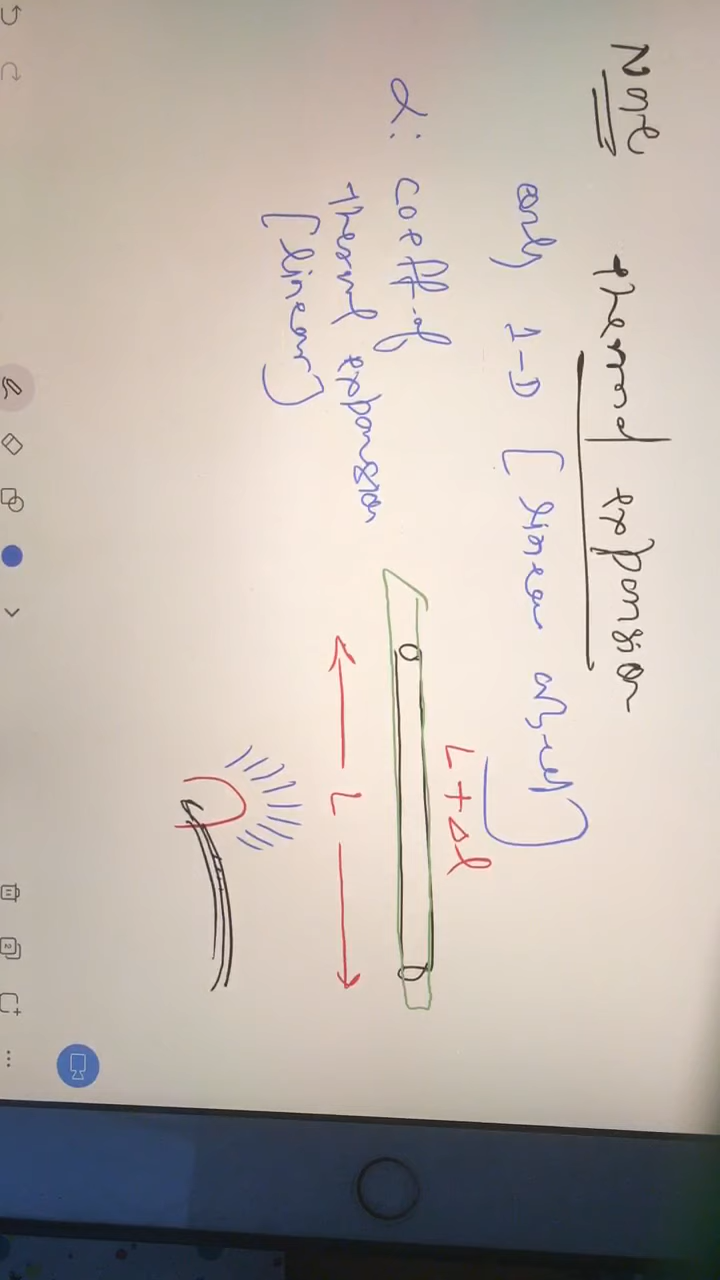 Note thermal expansion
only 1-D [linear object]
α: coeff. of
thermal expansion
[linear]
L + Δl
L